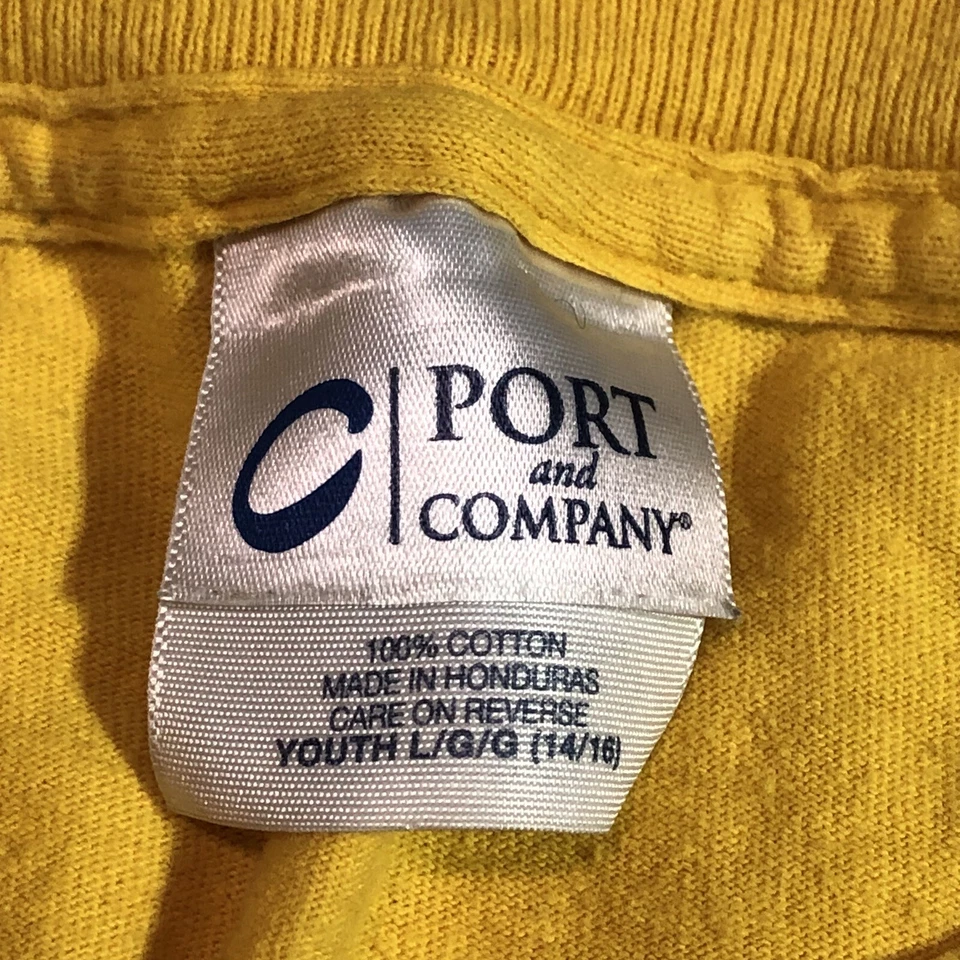 C
PORT
and
COMPANY®
100% COTTON
MADE IN HONDURAS
CARE ON REVERSE
YOUTH L/G/G (14/16)